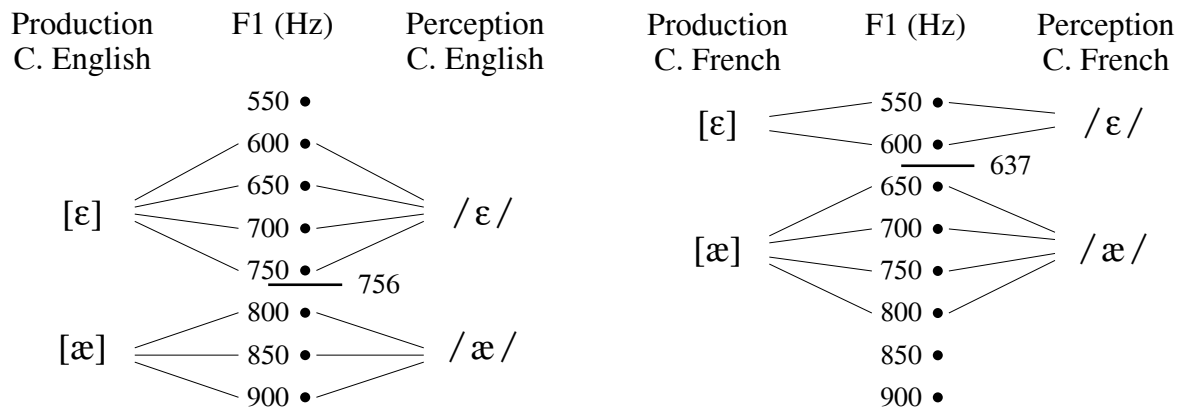 Production F1 (Hz) Perception
C. English C. English
550
600
650
[ɛ] 700 / ɛ /
750
756
800
[æ] 850 / æ /
900
Production F1 (Hz) Perception
C. French C. French
550
[ɛ] / ɛ /
600
637
650
700
[æ] / æ /
750
800
850
900